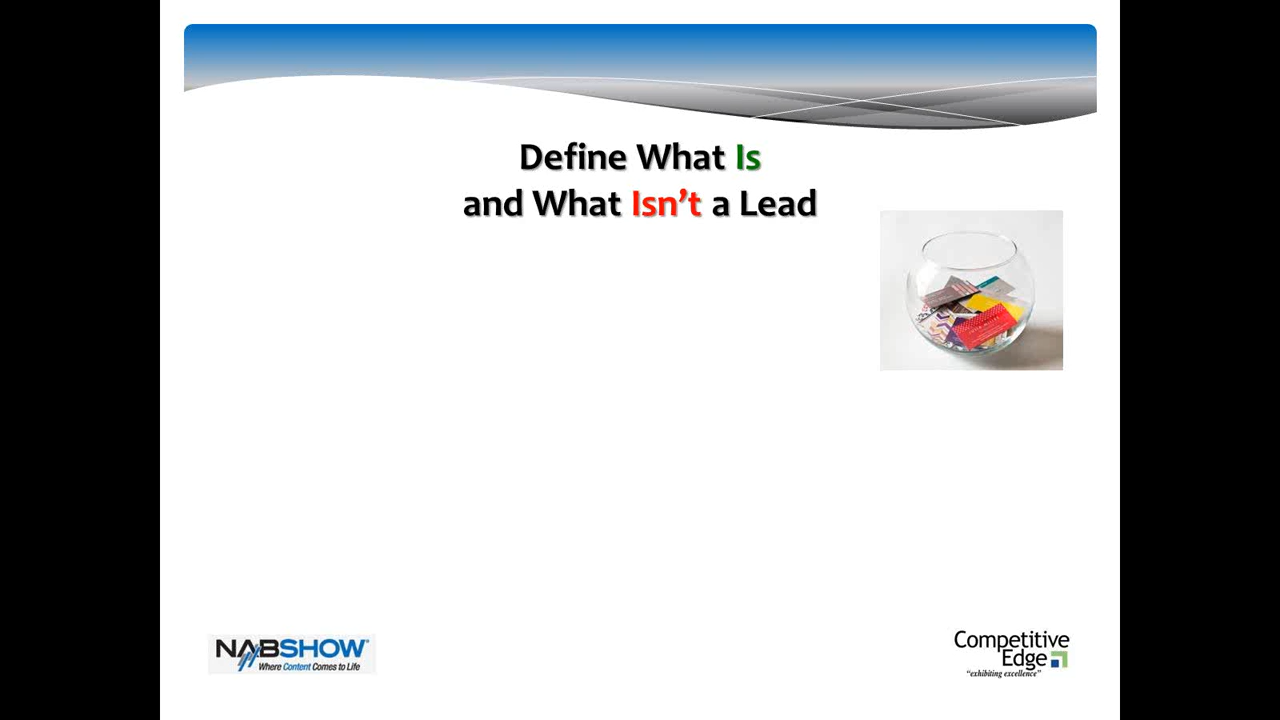 Define What Is
and What Isn't a Lead
NABSHOW®
Where Content Comes to Life
Competitive
Edge
"exhibiting excellence"